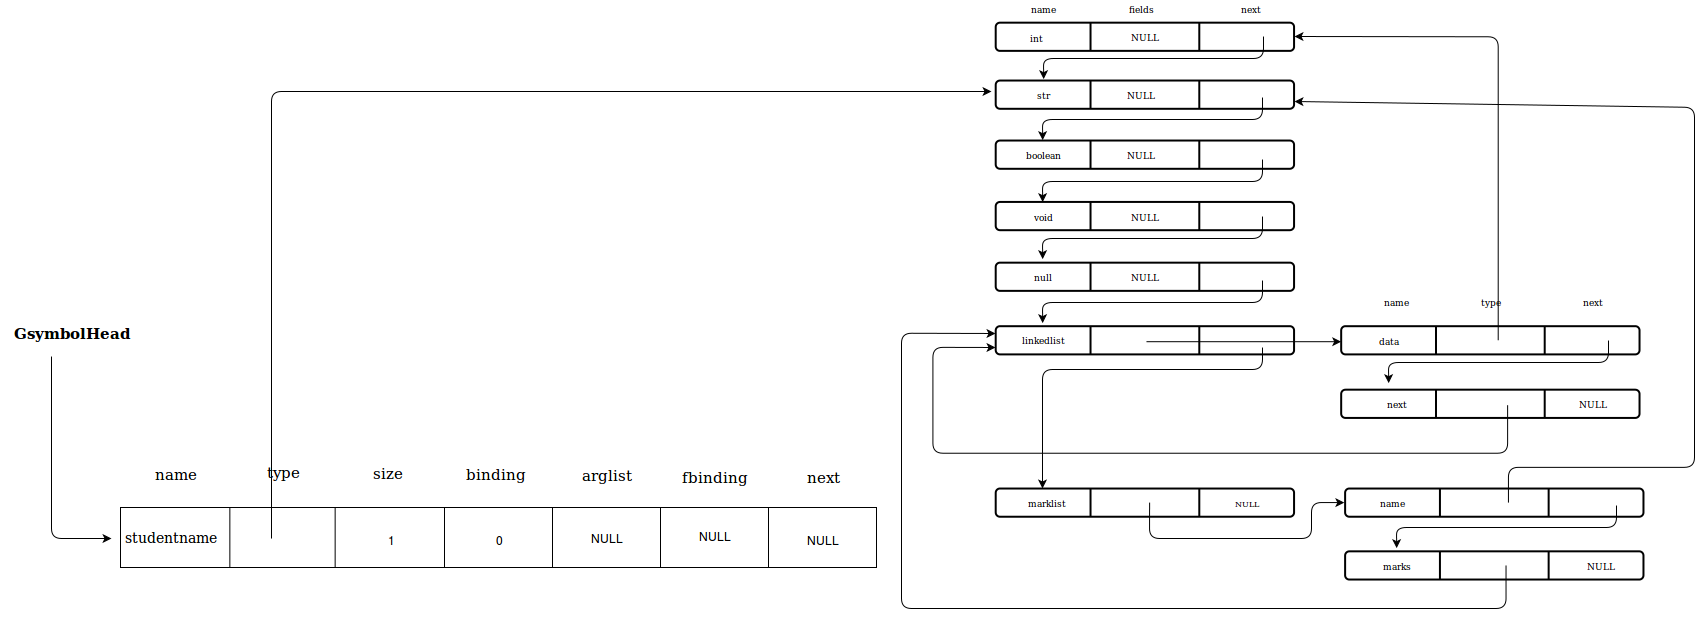 name fields next
int NULL
str NULL
boolean NULL
void NULL
null NULL
name type next
linkedlist
data
next NULL
GsymbolHead
name type size binding arglist fbinding next
studentname 1 0 NULL NULL NULL
marklist NULL
name
marks NULL